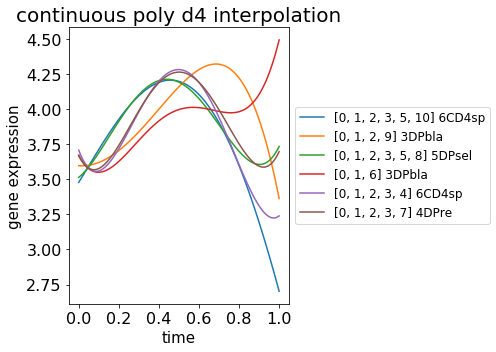 continuous poly d4 interpolation
gene expression
4.50
4.25
4.00
3.75
3.50
3.25
3.00
2.75
0.0 0.2 0.4 0.6 0.8 1.0
time
[0, 1, 2, 3, 5, 10] 6CD4sp
[0, 1, 2, 9] 3DPbla
[0, 1, 2, 3, 5, 8] 5DPsel
[0, 1, 6] 3DPbla
[0, 1, 2, 3, 4] 6CD4sp
[0, 1, 2, 3, 7] 4DPre